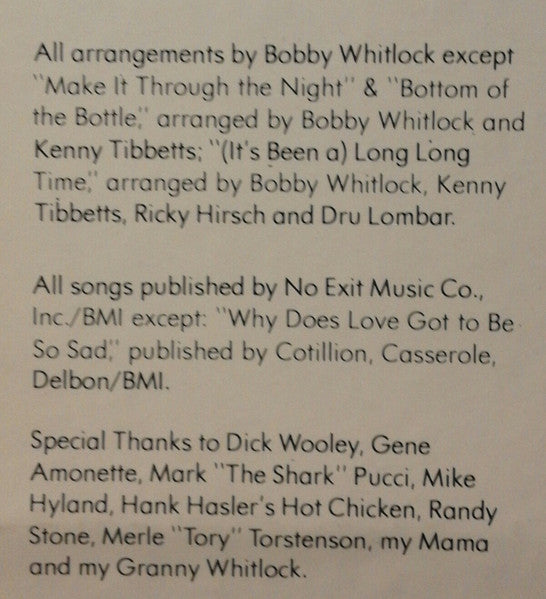 All arrangements by Bobby Whitlock except
"Make It Through the Night" & "Bottom of
the Bottle," arranged by Bobby Whitlock and
Kenny Tibbetts; "(It's Been a) Long Long
Time," arranged by Bobby Whitlock, Kenny
Tibbetts, Ricky Hirsch and Dru Lombar.
All songs published by No Exit Music Co.,
Inc./BMI except: "Why Does Love Got to Be
So Sad," published by Cotillion, Casserole,
Delbon/BMI.
Special Thanks to Dick Wooley, Gene
Amonette, Mark "The Shark" Pucci, Mike
Hyland, Hank Hasler's Hot Chicken, Randy
Stone, Merle "Tory" Torstenson, my Mama
and my Granny Whitlock.